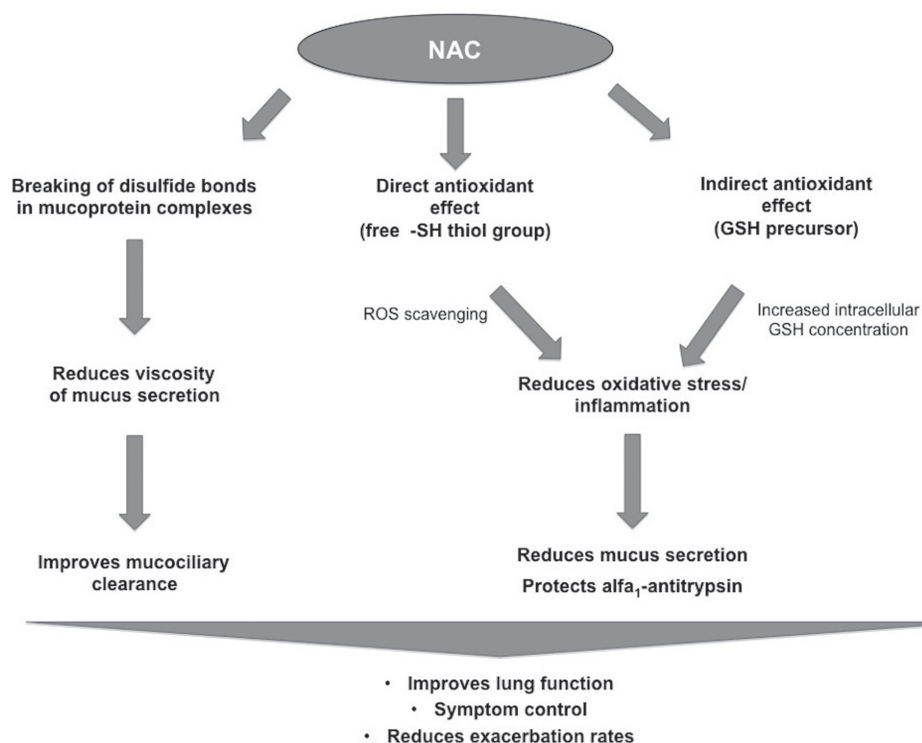 NAC
Breaking of disulfide bonds
in mucoprotein complexes
Direct antioxidant
effect
(free -SH thiol group)
Indirect antioxidant
effect
(GSH precursor)
ROS scavenging
Increased intracellular
GSH concentration
Reduces viscosity
of mucus secretion
Reduces oxidative stress/
inflammation
Improves mucociliary
clearance
Reduces mucus secretion
Protects alfa₁-antitrypsin
• Improves lung function
• Symptom control
• Reduces exacerbation rates